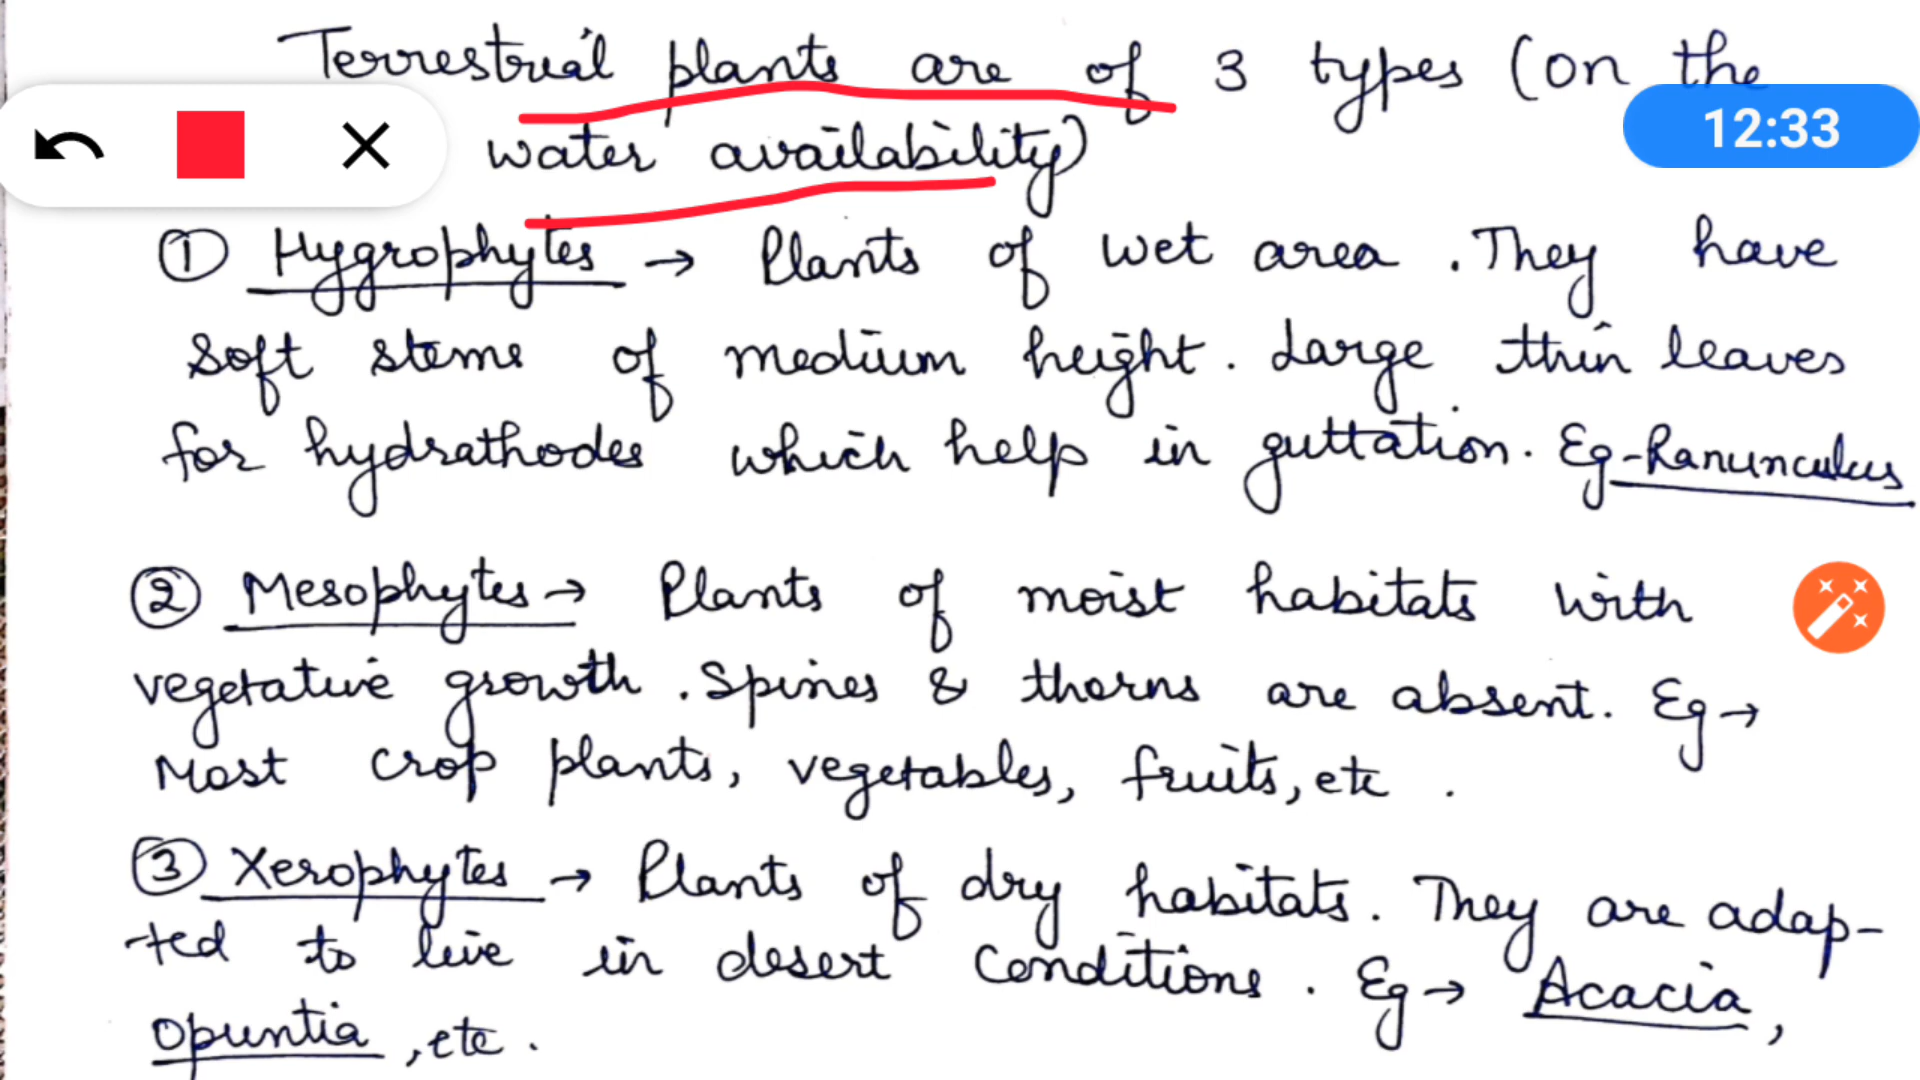 Terrestrial plants are of 3 types (on the
12:33
water availability)
① Hygrophytes → Plants of wet area. They have
soft stems of medium height. Large thin leaves
for hydrathodes which help in guttation. Eg-Ranunculus
② Mesophytes → Plants of moist habitats with
vegetative growth. Spines & thorns are absent. Eg→
Most crop plants, vegetables, fruits, etc.
③ Xerophytes → Plants of dry habitats. They are adap-
ted to live in desert conditions. Eg→ Acacia,
Opuntia, etc.